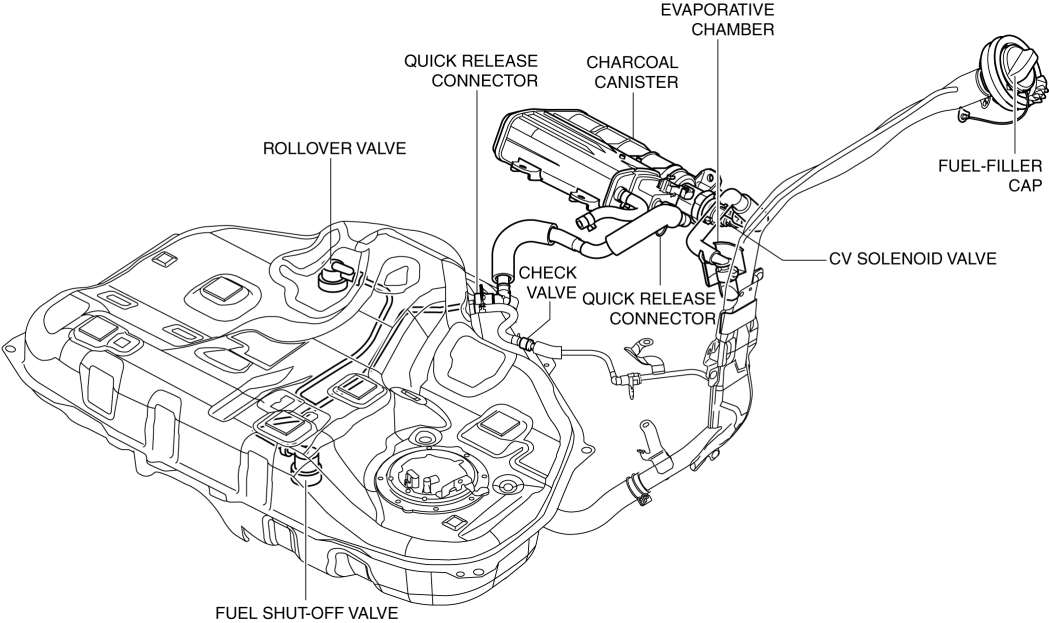 EVAPORATIVE
CHAMBER
QUICK RELEASE
CONNECTOR
CHARCOAL
CANISTER
ROLLOVER VALVE
FUEL-FILLER
CAP
CV SOLENOID VALVE
CHECK
VALVE
QUICK RELEASE
CONNECTOR
FUEL SHUT-OFF VALVE